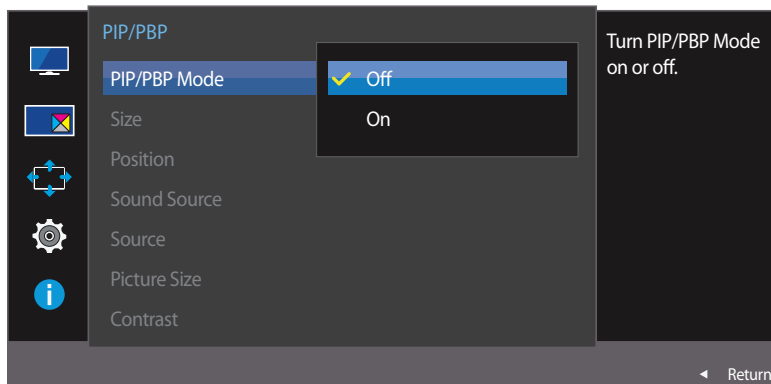 PIP/PBP
PIP/PBP Mode
Off
On
Size
Position
Sound Source
Source
Picture Size
Contrast
Turn PIP/PBP Mode
on or off.
Return